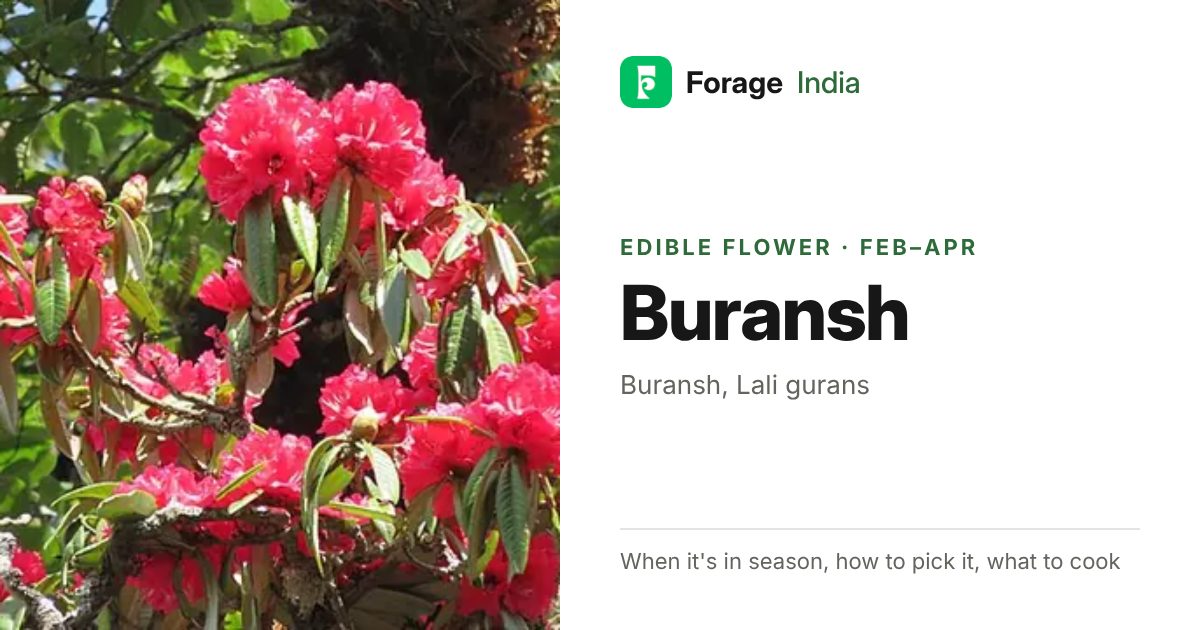 Forage India
EDIBLE FLOWER · FEB–APR
Buransh
Buransh, Lali gurans
When it's in season, how to pick it, what to cook